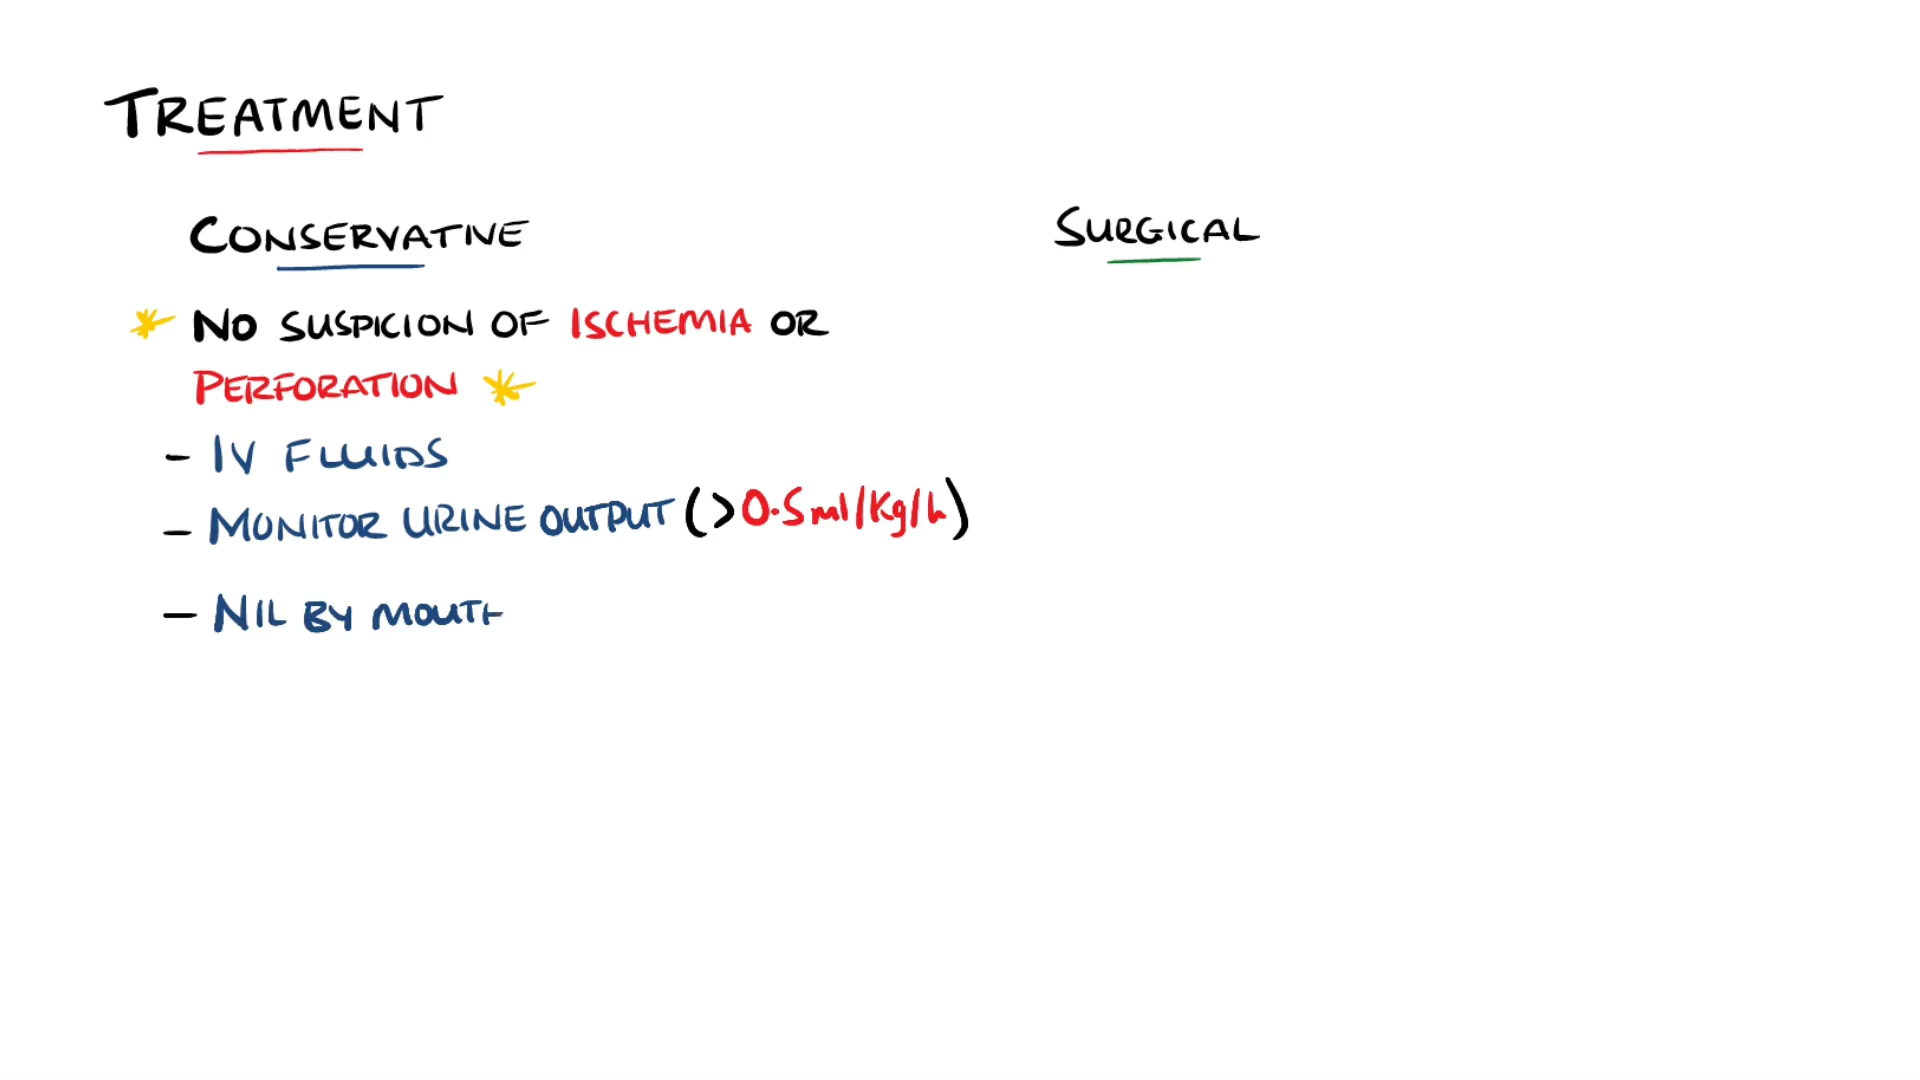 TREATMENT
CONSERVATIVE
* NO SUSPICION OF ISCHEMIA OR
PERFORATION *
- IV FLUIDS
- MONITOR URINE OUTPUT (>0.5ml/Kg/h)
- NIL BY MOUTH
SURGICAL